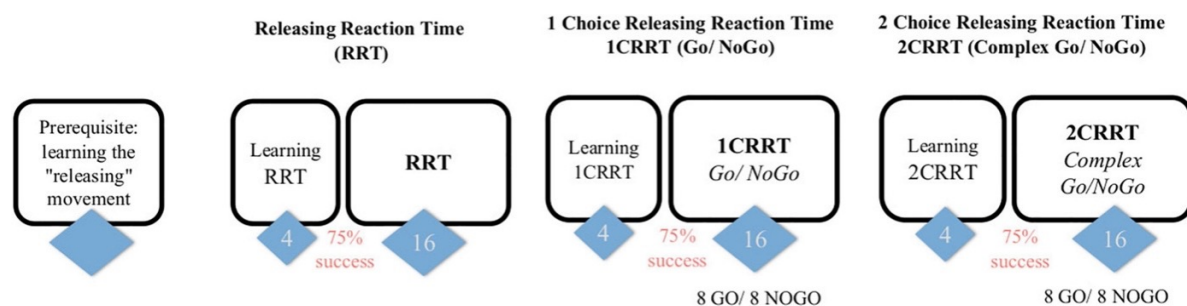 Releasing Reaction Time
(RRT)
1 Choice Releasing Reaction Time
1CRRT (Go/ NoGo)
2 Choice Releasing Reaction Time
2CRRT (Complex Go/ NoGo)
Prerequisite:
learning the
"releasing"
movement
Learning
RRT
4
75%
success
RRT
16
Learning
1CRRT
4
75%
success
1CRRT
Go/ NoGo
16
8 GO/ 8 NOGO
Learning
2CRRT
4
75%
success
2CRRT
Complex
Go/NoGo
16
8 GO/ 8 NOGO